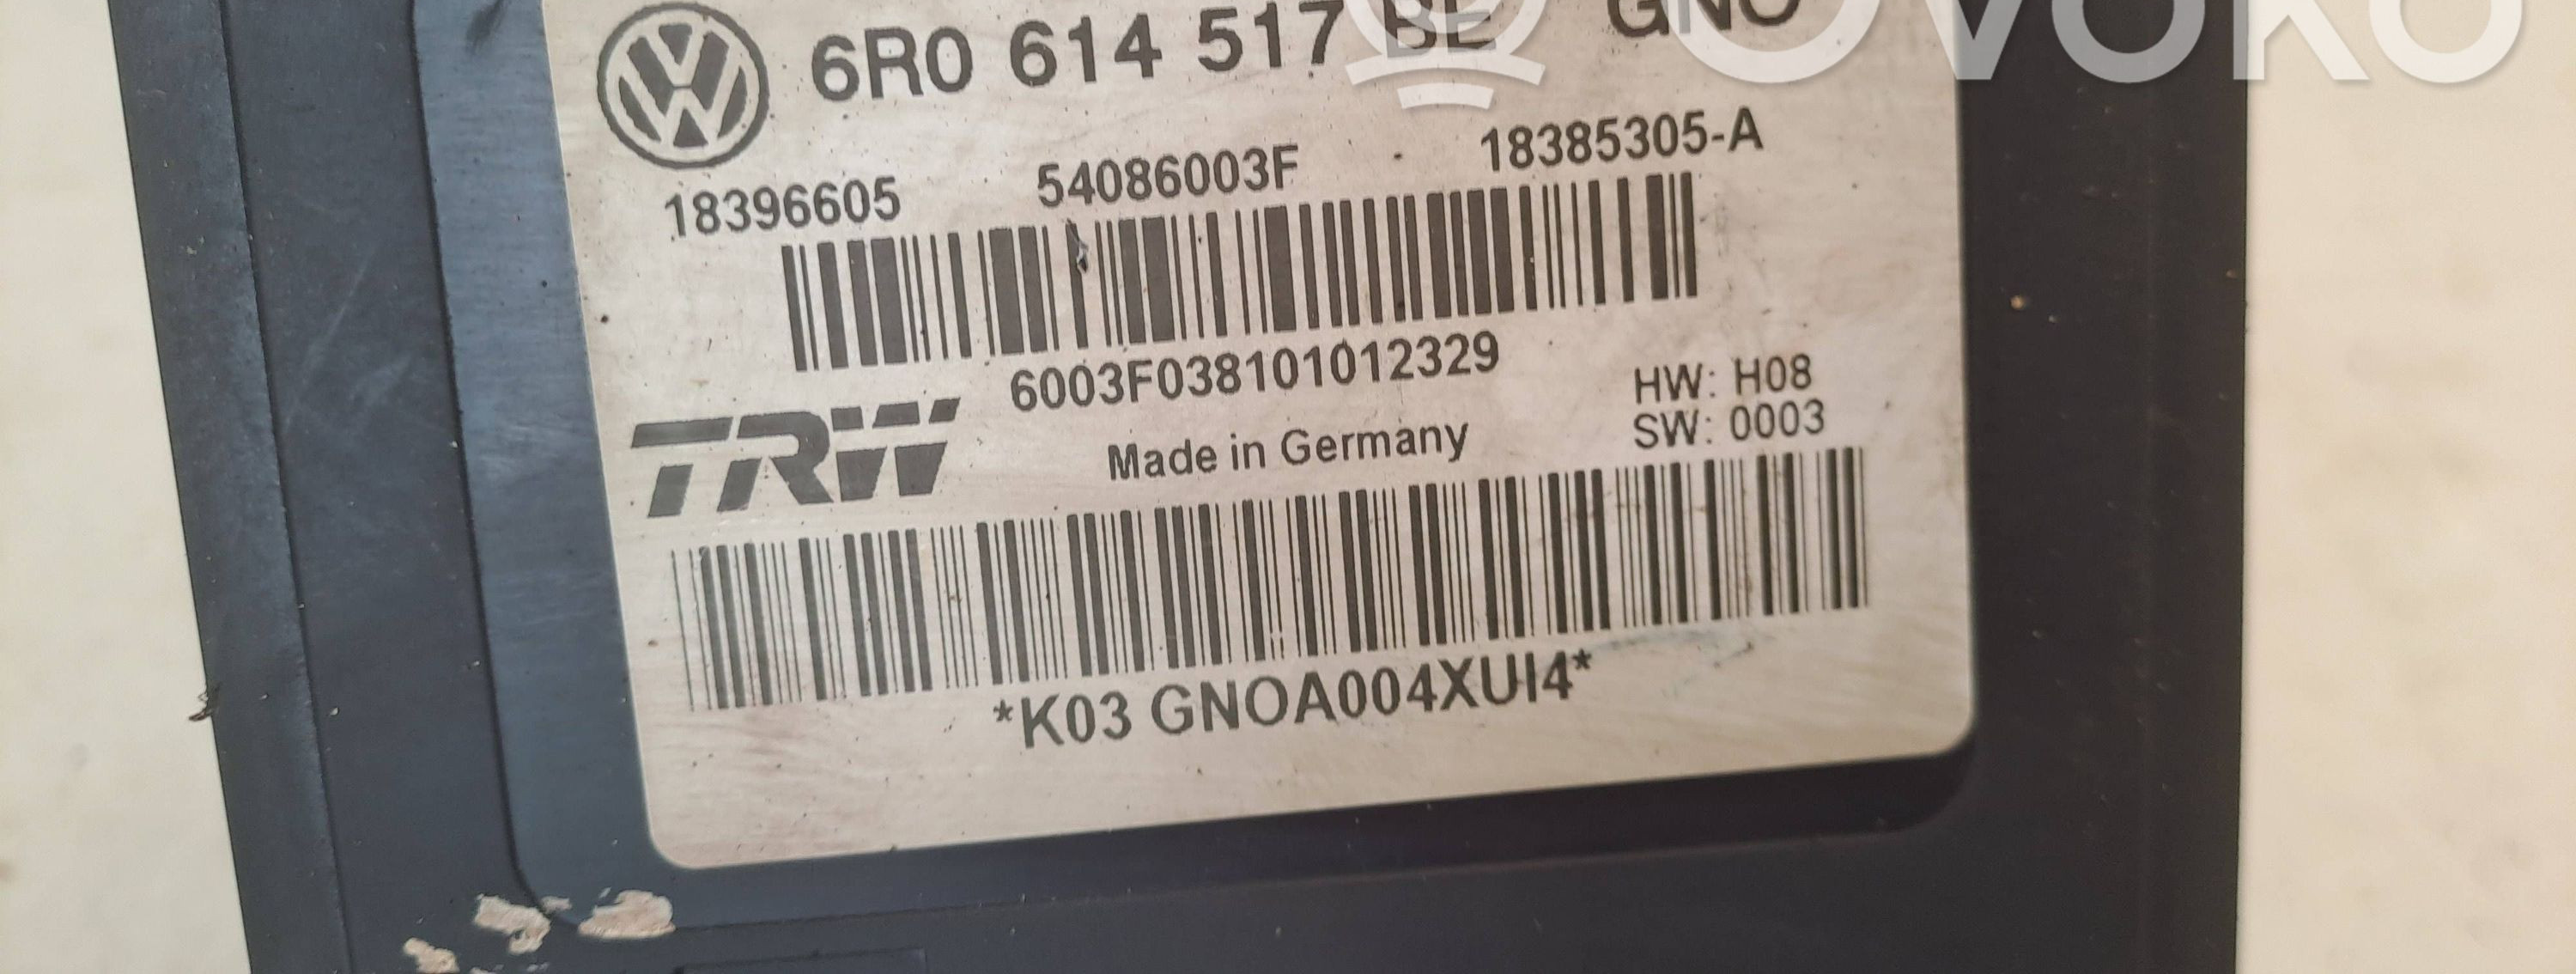 6R0 614 517 BE GNO
OVOKO
18396605 54086003F 18385305-A
6003F038101012329
HW: H08
TRW Made in Germany SW: 0003
*K03 GNOA004XUI4*